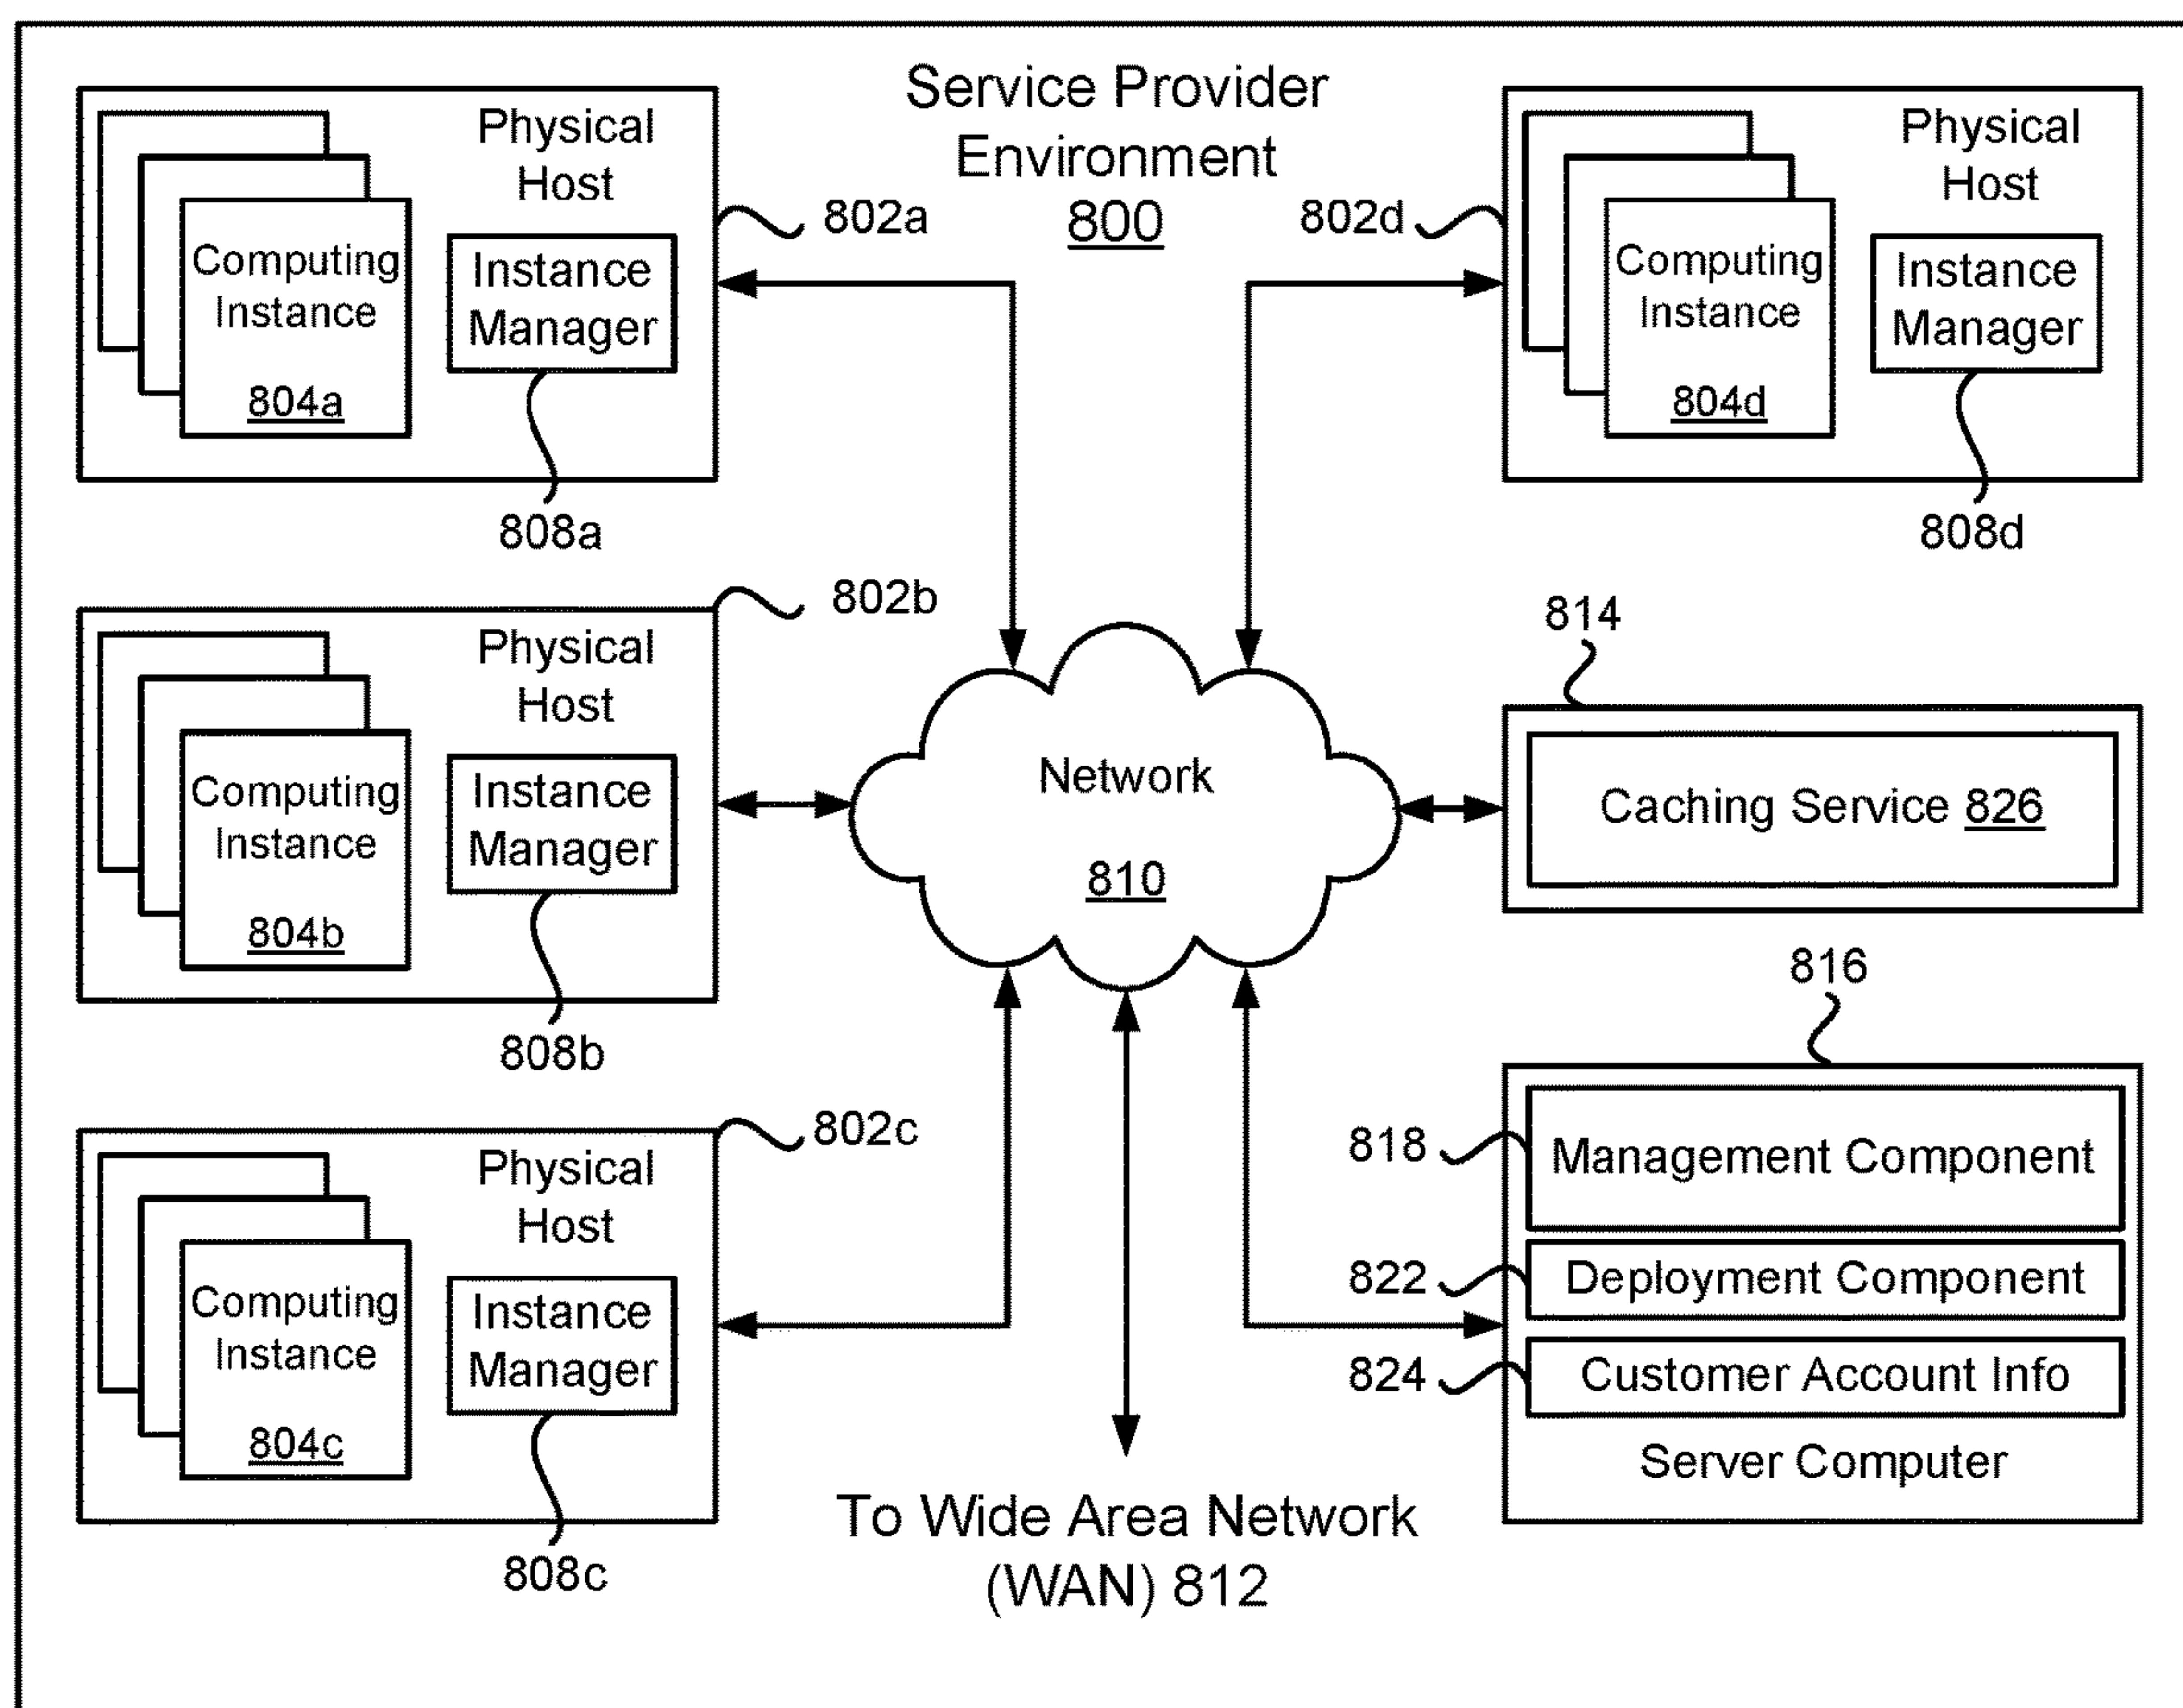 Service Provider
Environment
800
Physical
Host
802a
Computing
Instance
804a
Instance
Manager
808a
Physical
Host
802d
Computing
Instance
804d
Instance
Manager
808d
Physical
Host
802b
Computing
Instance
804b
Instance
Manager
808b
Network
810
814
Caching Service 826
Physical
Host
802c
Computing
Instance
804c
Instance
Manager
808c
816
818
Management Component
822
Deployment Component
824
Customer Account Info
Server Computer
To Wide Area Network
(WAN) 812